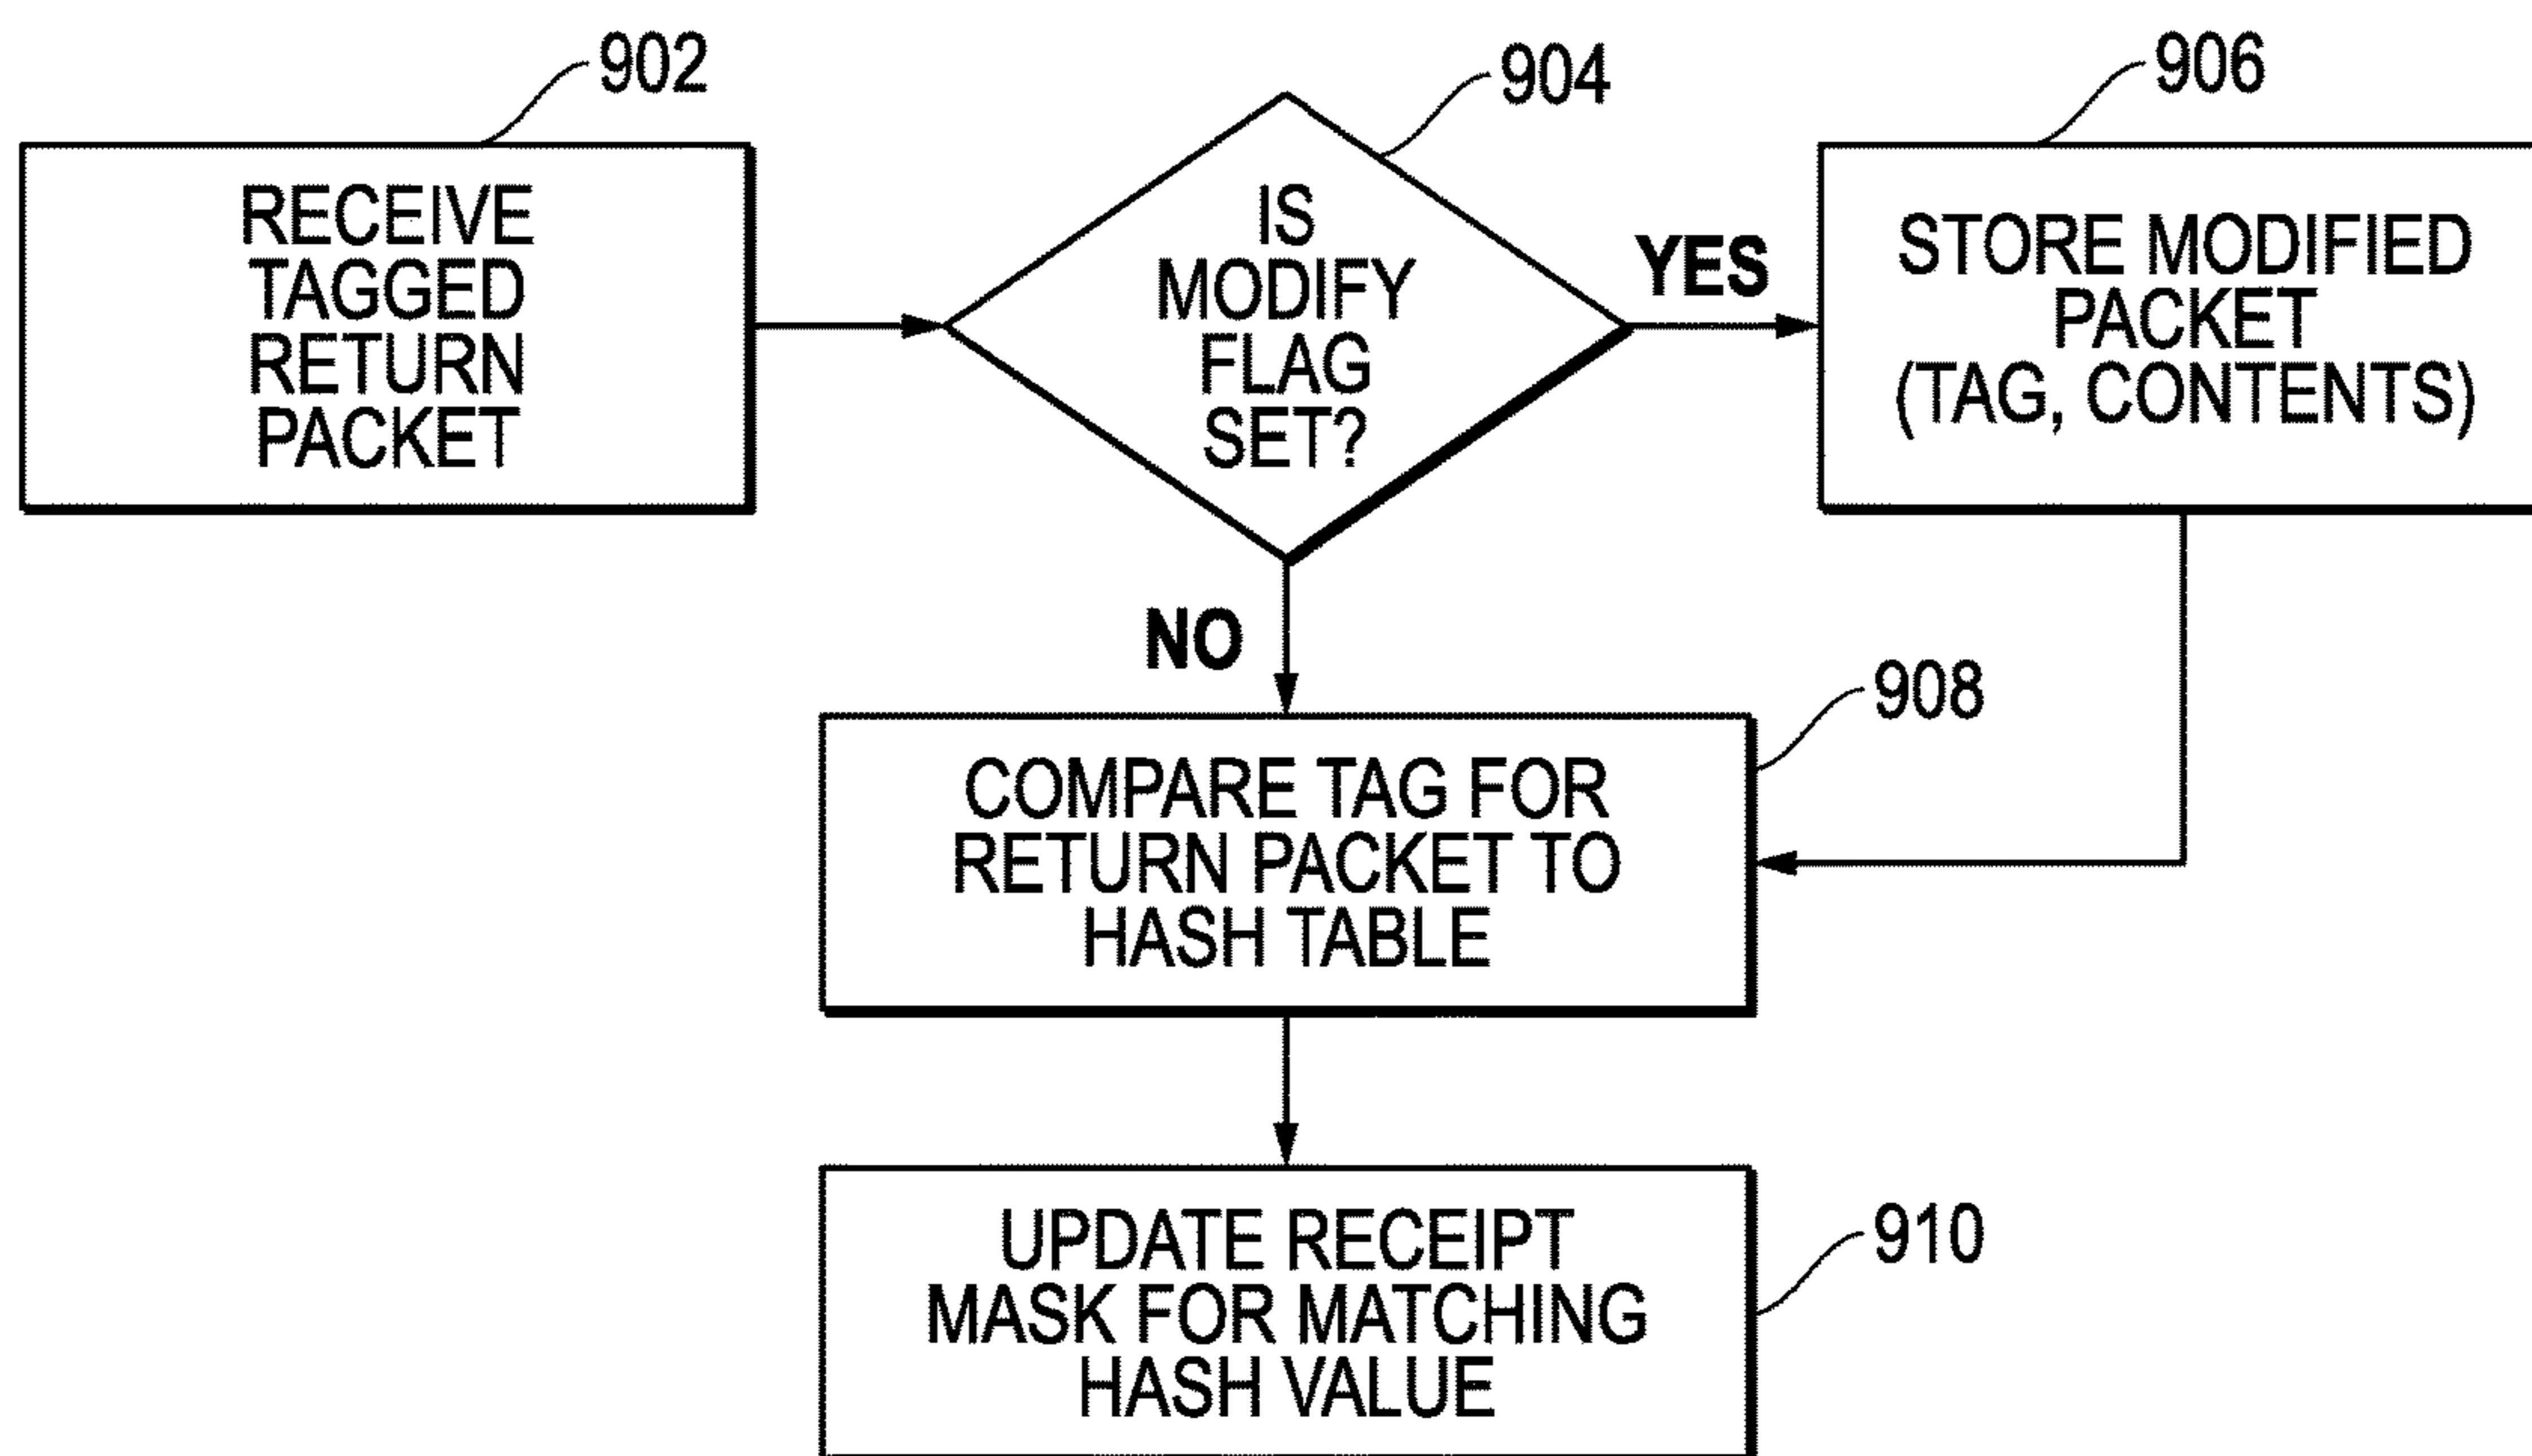 902
RECEIVE
TAGGED
RETURN
PACKET
904
IS
MODIFY
FLAG
SET?
YES
906
STORE MODIFIED
PACKET
(TAG, CONTENTS)
NO
908
COMPARE TAG FOR
RETURN PACKET TO
HASH TABLE
910
UPDATE RECEIPT
MASK FOR MATCHING
HASH VALUE